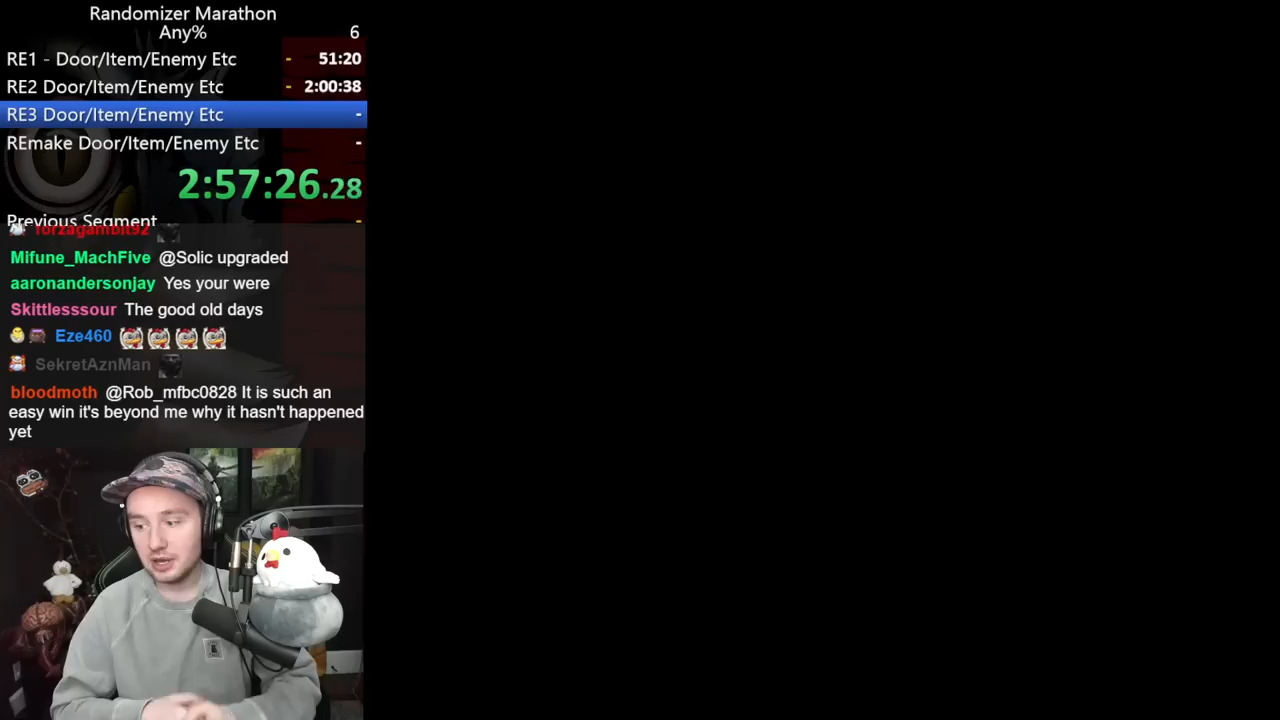 Randomizer Marathon
Any% 6
RE1 - Door/Item/Enemy Etc - 51:20
RE2 Door/Item/Enemy Etc - 2:00:38
RE3 Door/Item/Enemy Etc -
REmake Door/Item/Enemy Etc -
2:57:26.28
Previous Segment -
forzagambit92
Mifune_MachFive @Solic upgraded
aaronandersonjay Yes your were
Skittlesssour The good old days
Eze460
SekretAznMan
bloodmoth @Rob_mfbc0828 It is such an
easy win it's beyond me why it hasn't happened
yet